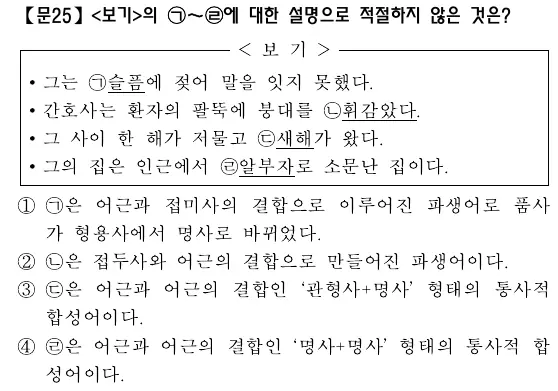 【문25】 <보기>의 ㉠～㉣에 대한 설명으로 적절하지 않은 것은?
< 보 기 >
• 그는 ㉠슬픔에 젖어 말을 잇지 못했다.
• 간호사는 환자의 팔뚝에 붕대를 ㉡휘감았다.
• 그 사이 한 해가 저물고 ㉢새해가 왔다.
• 그의 집은 인근에서 ㉣알부자로 소문난 집이다.
① ㉠은 어근과 접미사의 결합으로 이루어진 파생어로 품사
가 형용사에서 명사로 바뀌었다.
② ㉡은 접두사와 어근의 결합으로 만들어진 파생어이다.
③ ㉢은 어근과 어근의 결합인 ‘관형사+명사’ 형태의 통사적
합성어이다.
④ ㉣은 어근과 어근의 결합인 ‘명사+명사’ 형태의 통사적 합
성어이다.